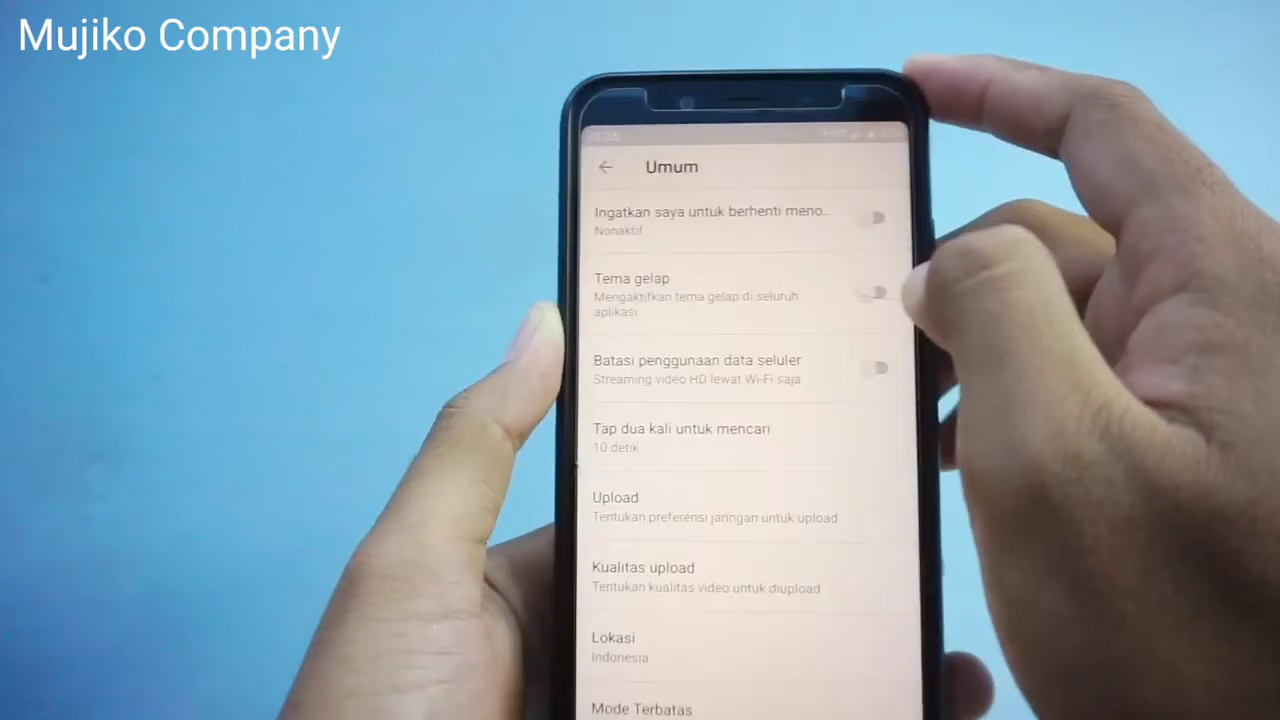 Mujiko Company
Umum
Ingatkan saya untuk berhenti meno..
Nonaktif
Tema gelap
Mengaktifkan tema gelap di seluruh
aplikasi
Batasi penggunaan data seluler
Streaming video HD lewat Wi-Fi saja
Tap dua kali untuk mencari
10 detik
Upload
Tentukan preferensi jaringan untuk upload
Kualitas upload
Tentukan kualitas video untuk diupload
Lokasi
Indonesia
Mode Terbatas